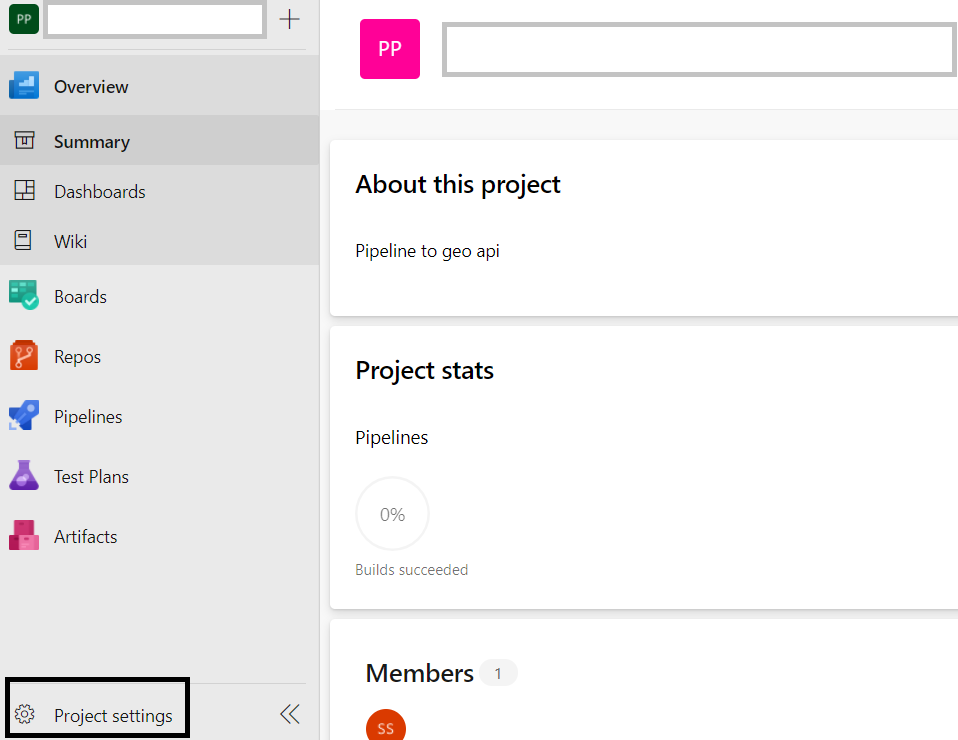 PP
Overview
Summary
Dashboards
Wiki
Boards
Repos
Pipelines
Test Plans
Artifacts
Project settings
PP
About this project
Pipeline to geo api
Project stats
Pipelines
0%
Builds succeeded
Members 1
SS